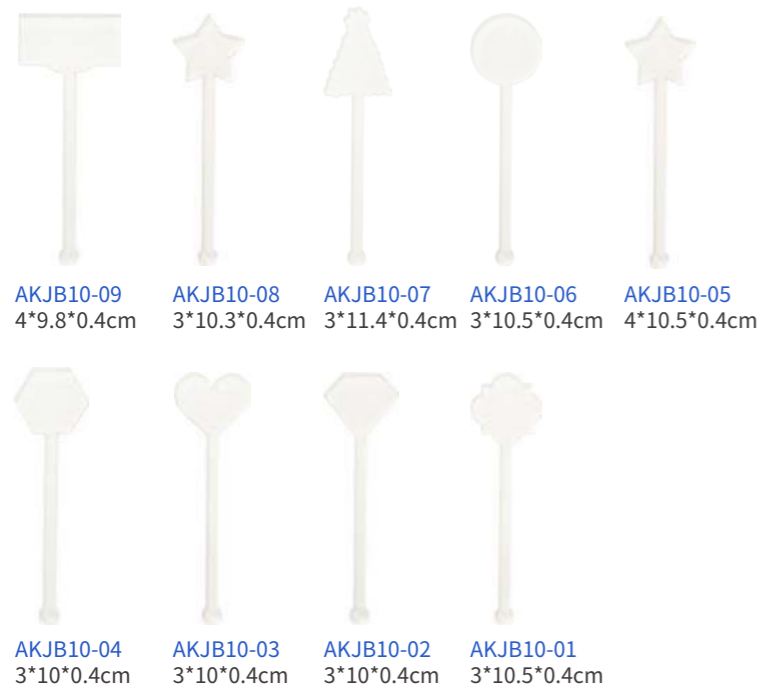 AKJB10-09
4*9.8*0.4cm
AKJB10-08
3*10.3*0.4cm
AKJB10-07
3*11.4*0.4cm
AKJB10-06
3*10.5*0.4cm
AKJB10-05
4*10.5*0.4cm
AKJB10-04
3*10*0.4cm
AKJB10-03
3*10*0.4cm
AKJB10-02
3*10*0.4cm
AKJB10-01
3*10.5*0.4cm